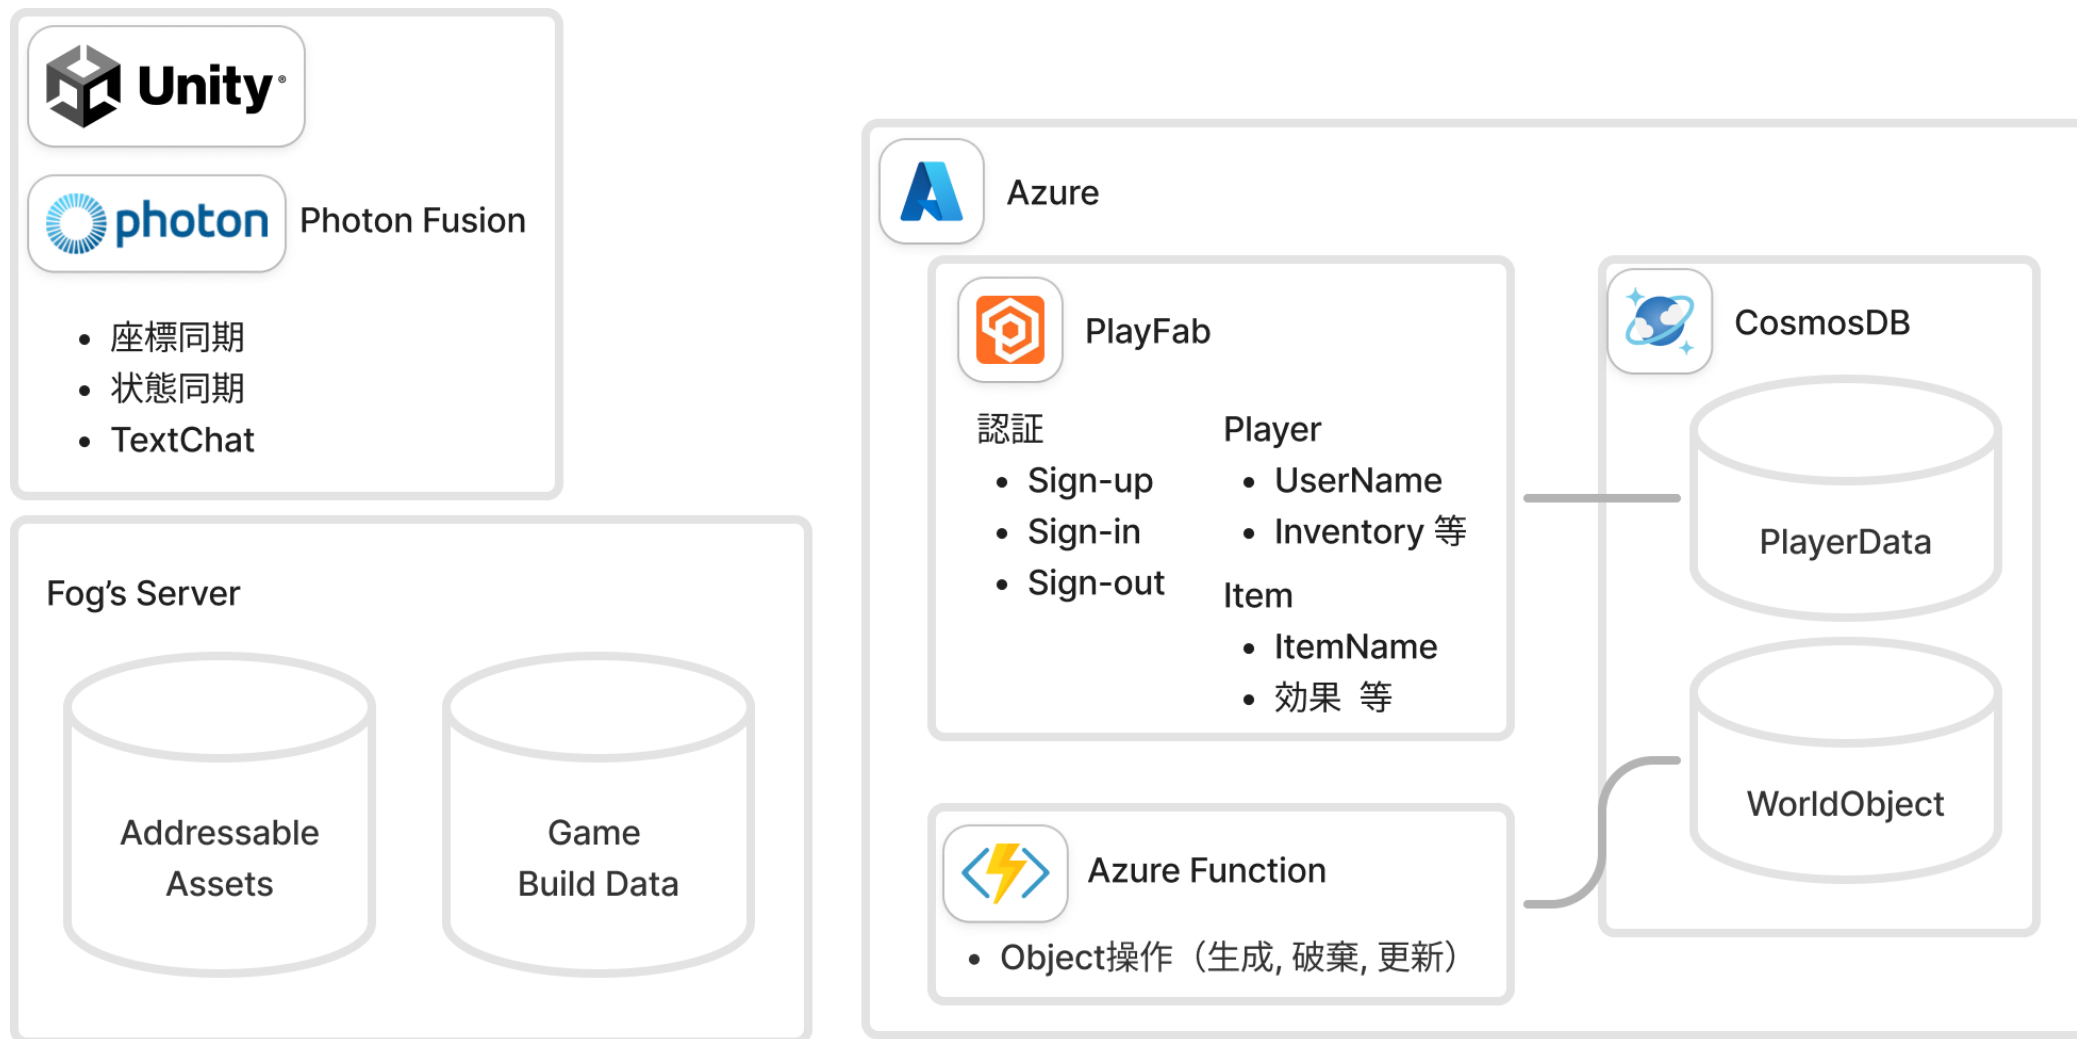 Unity
photon
Photon Fusion
• 座標同期
• 状態同期
• TextChat
Fog’s Server
Addressable
Assets
Game
Build Data
Azure
PlayFab
認証
• Sign-up
• Sign-in
• Sign-out
Player
• UserName
• Inventory 等
Item
• ItemName
• 効果 等
Azure Function
• Object操作（生成, 破棄, 更新）
CosmosDB
PlayerData
WorldObject